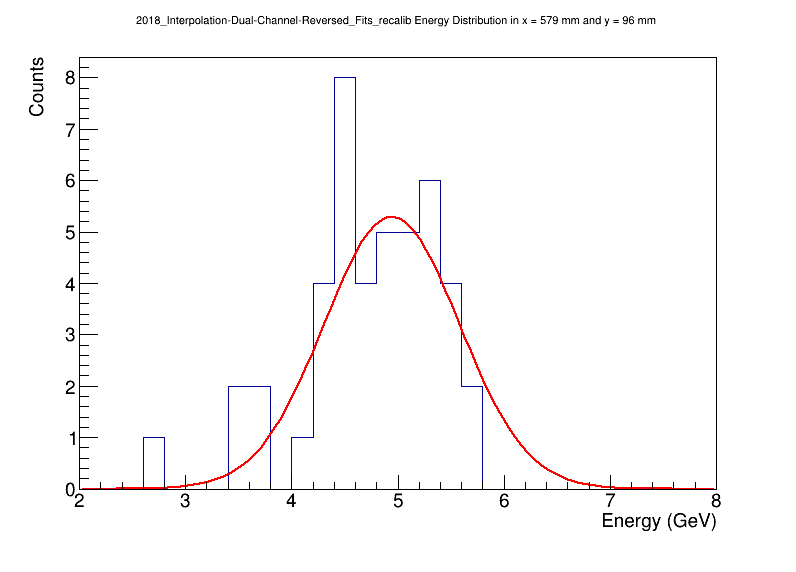 2018_Interpolation-Dual-Channel-Reversed_Fits_recalib Energy Distribution in x = 579 mm and y = 96 mm
Counts
8
7
6
5
4
3
2
1
0
2 3 4 5 6 7 8
Energy (GeV)